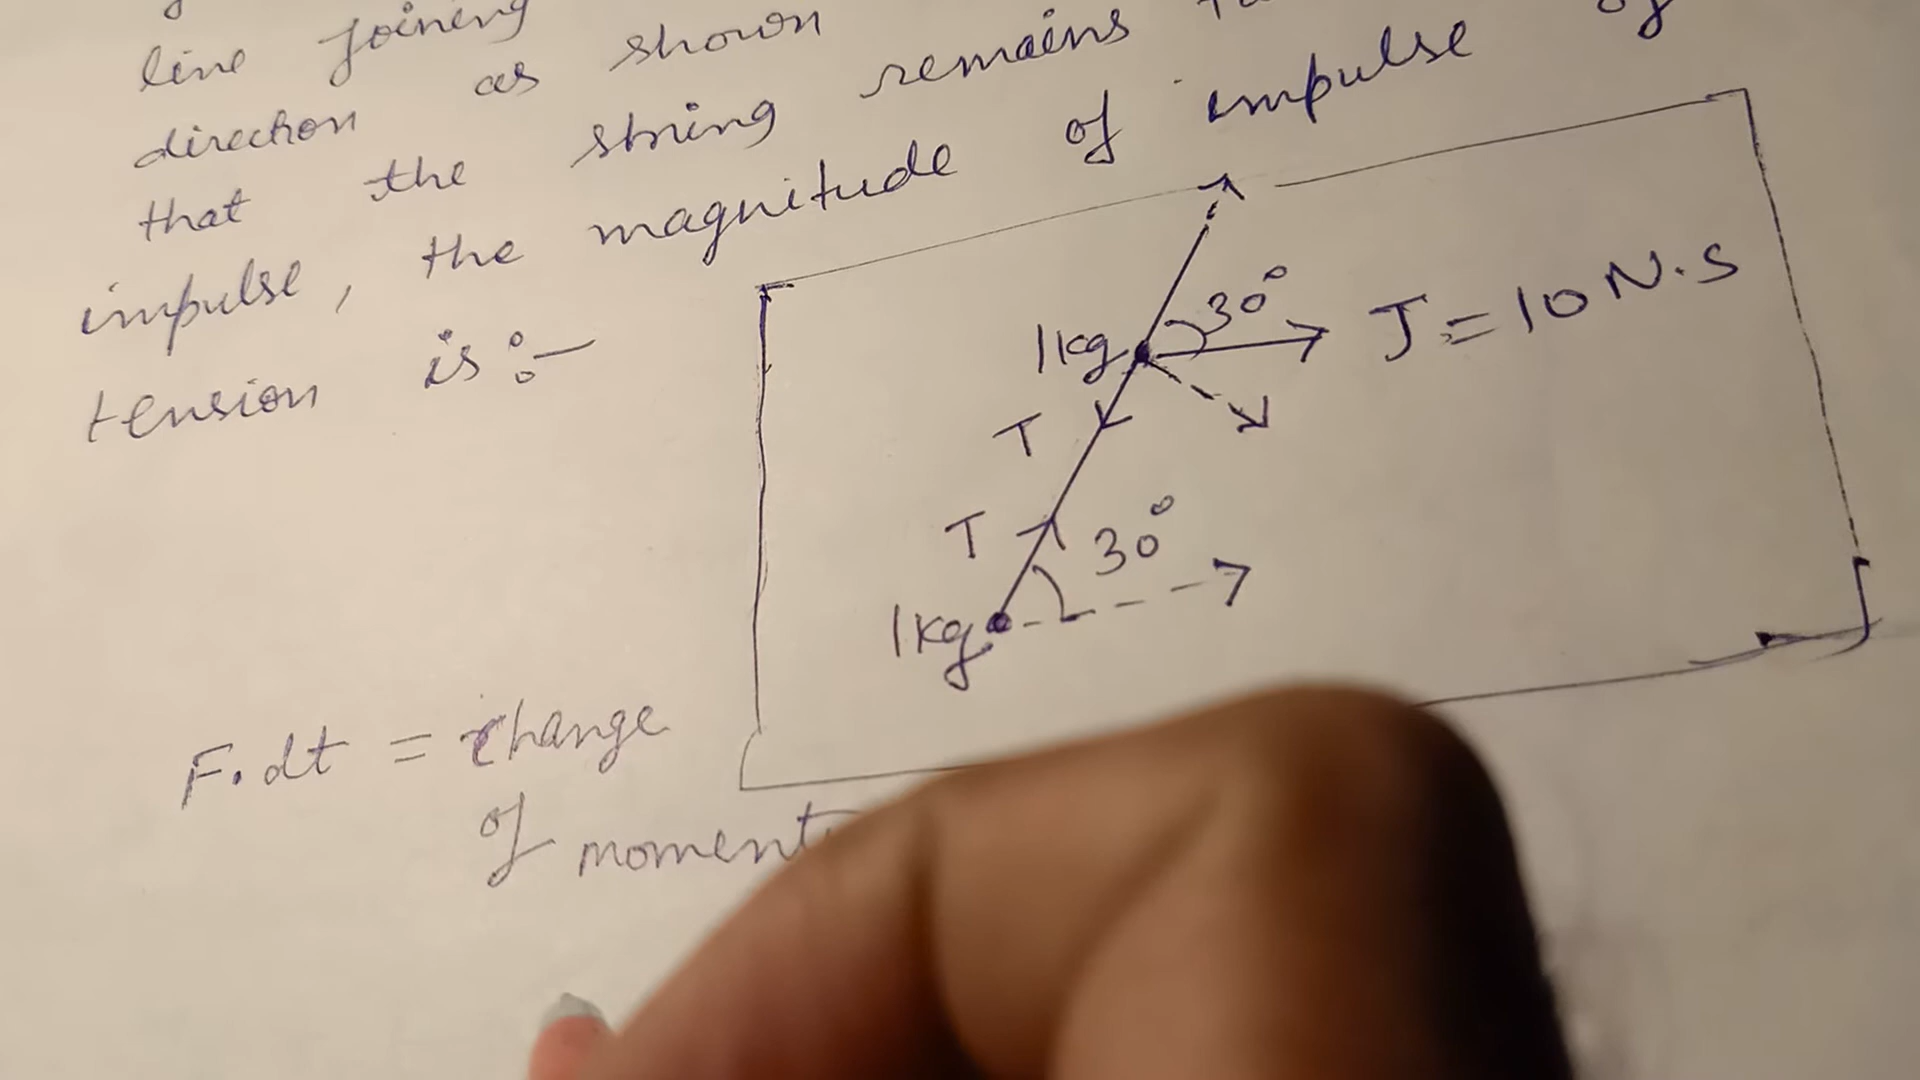 line joining
direction as shown
that the string remains
impulse, the magnitude of impulse of
tension is :-
30°
1kg
J = 10 N.S
T
T
30°
1kg
F.dt = change
of